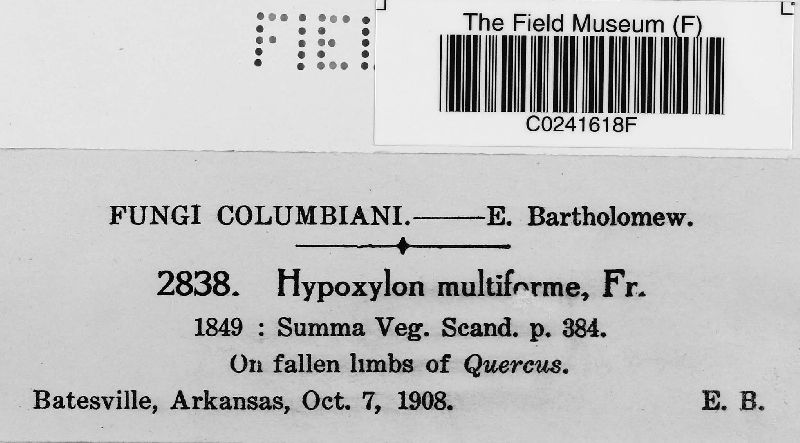 FIEI
The Field Museum (F)
C0241618F
FUNGI COLUMBIANI.——E. Bartholomew.
2838. Hypoxylon multiforme, Fr.
1849 : Summa Veg. Scand. p. 384.
On fallen limbs of Quercus.
Batesville, Arkansas, Oct. 7, 1908. E. B.